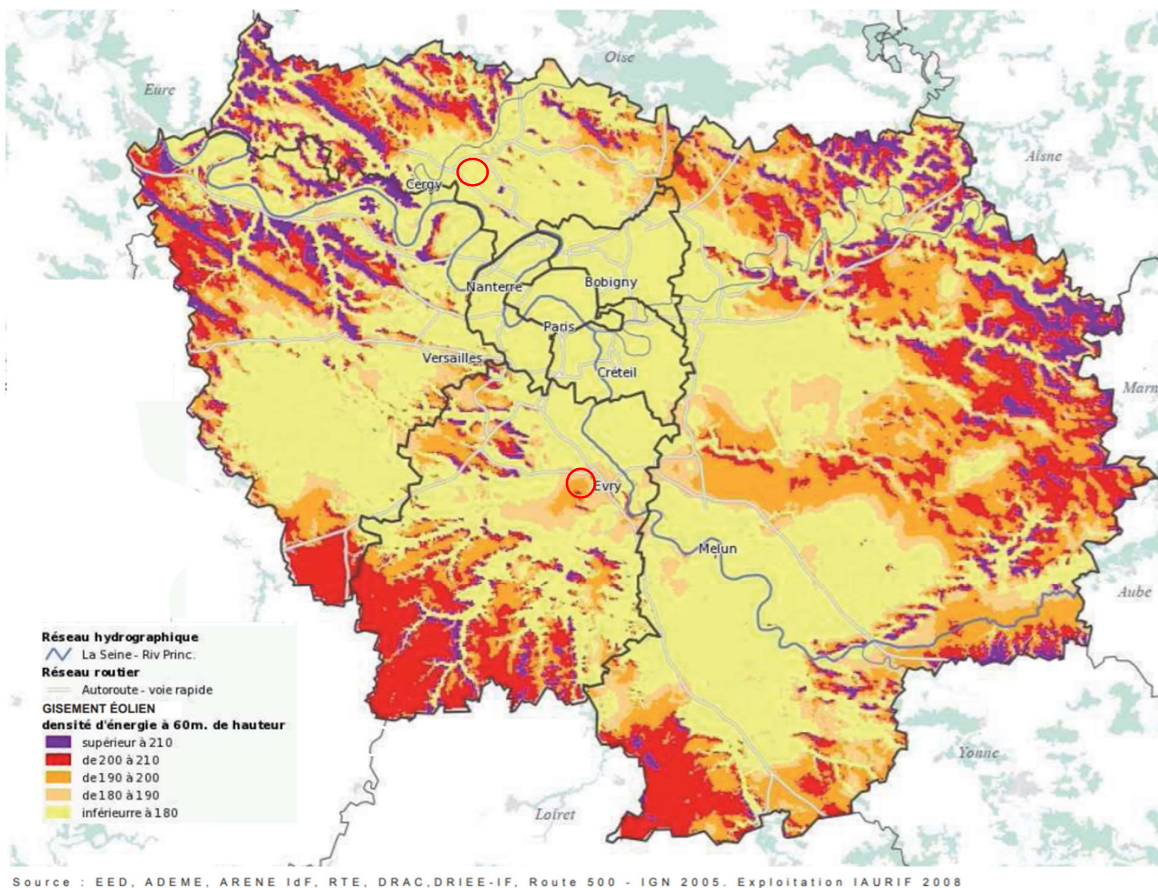 Oise
Eure
Aisne
Cergy
Nanterre
Bobigny
Paris
Versailles
Créteil
Marn
Evry
Melun
Aube
Réseau hydrographique
La Seine - Riv Princ.
Réseau routier
Autoroute - voie rapide
GISEMENT ÉOLIEN
densité d'énergie à 60m. de hauteur
supérieur à 210
de 200 à 210
de 190 à 200
de 180 à 190
inférieurre à 180
Yonne
Loiret
Source : EED, ADEME, ARENE IdF, RTE, DRAC,DRIEE-IF, Route 500 - IGN 2005. Exploitation IAURIF 2008